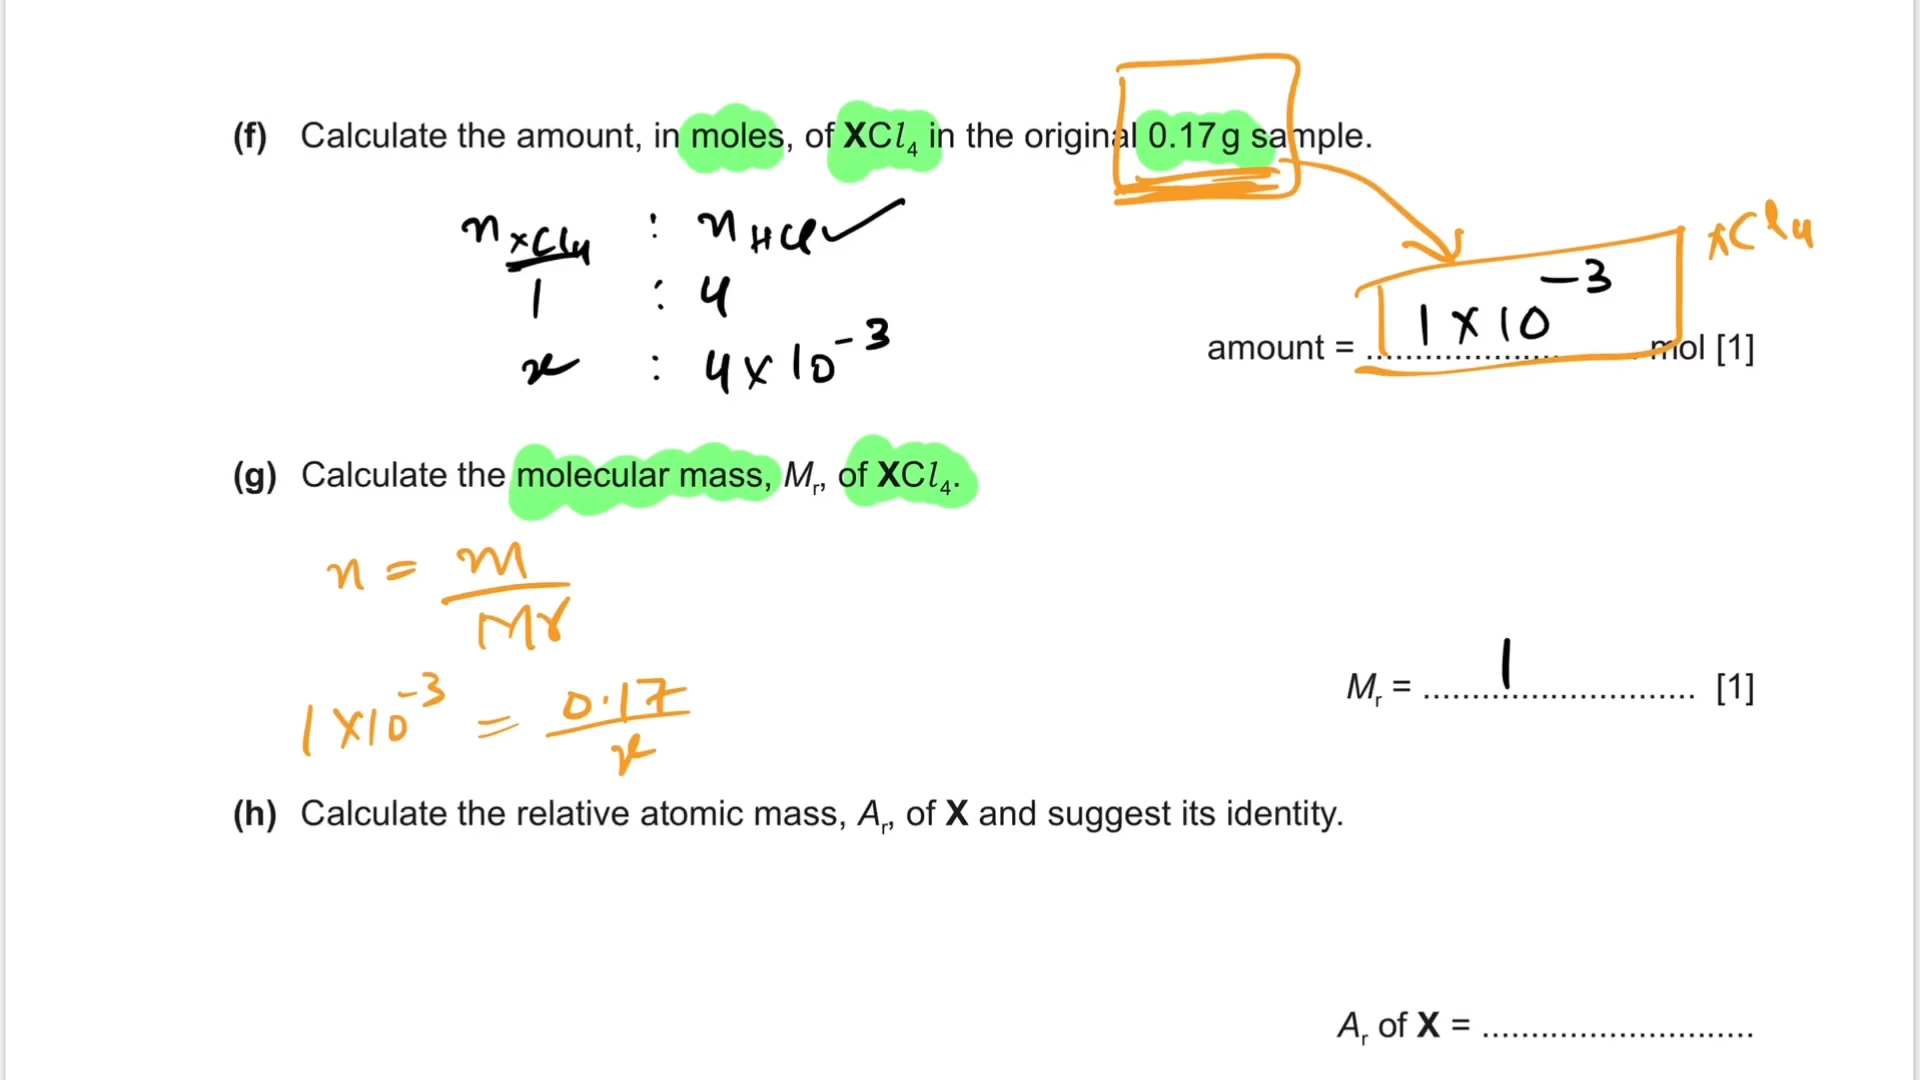 (f) Calculate the amount, in moles, of XCl4 in the original 0.17 g sample.
n XCl4 : n HCl ✓
XCl4
1 : 4
1 × 10⁻³
amount = .................... mol [1]
x : 4 × 10⁻³
(g) Calculate the molecular mass, Mr, of XCl4.
n = m / Mr
Mr = 1 ............................ [1]
1 × 10⁻³ = 0.17 / x
(h) Calculate the relative atomic mass, Ar, of X and suggest its identity.
Ar of X = ............................